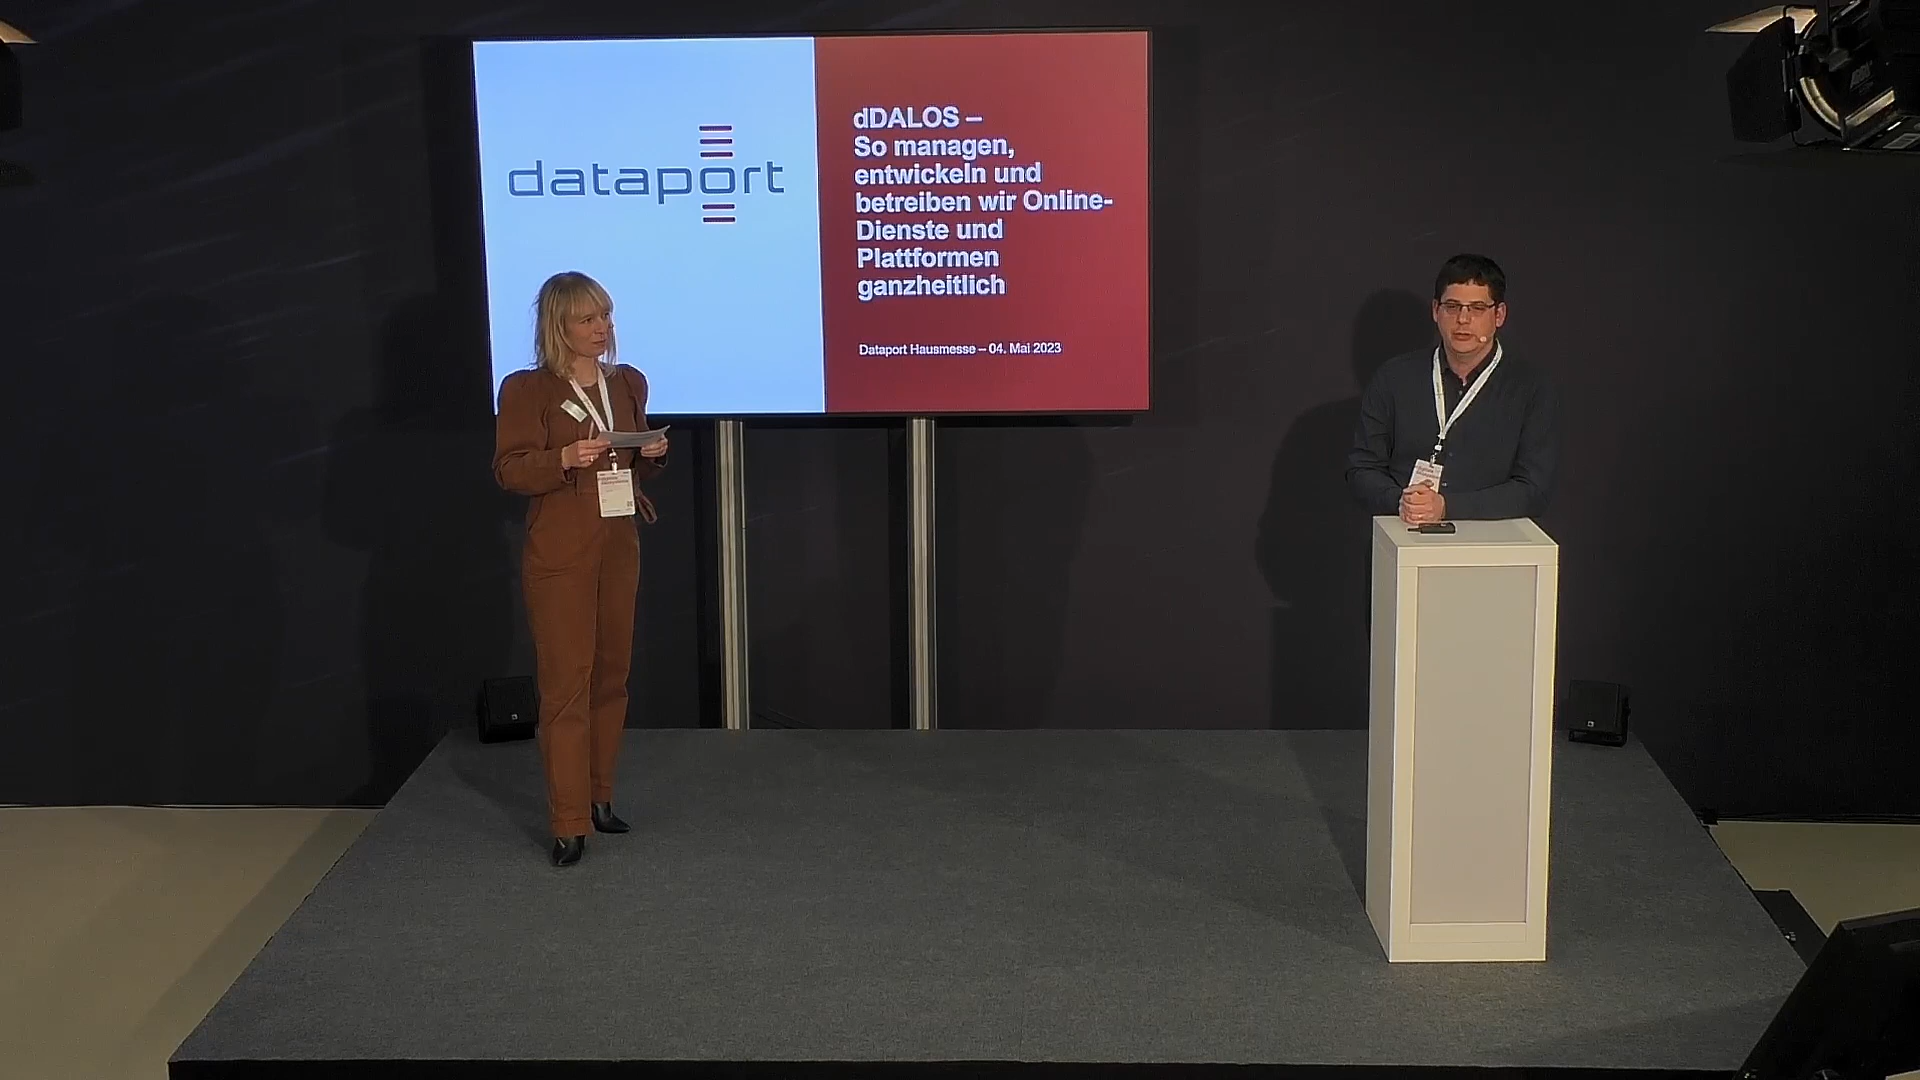 dataport
dDALOS –
So managen,
entwickeln und
betreiben wir Online-
Dienste und
Plattformen
ganzheitlich
Dataport Hausmesse – 04. Mai 2023